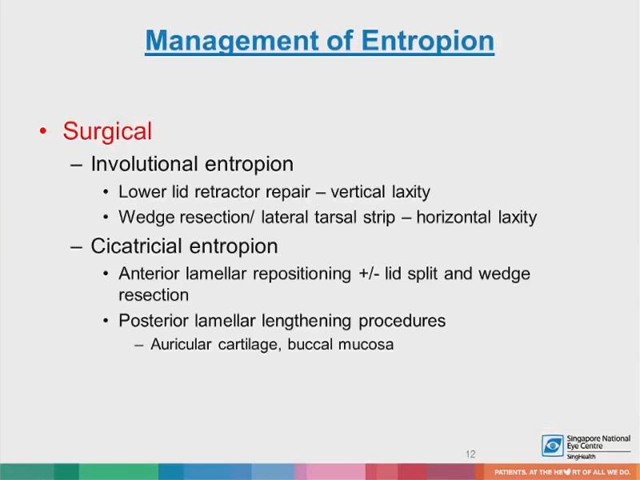 Management of Entropion
• Surgical
– Involutional entropion
• Lower lid retractor repair – vertical laxity
• Wedge resection/ lateral tarsal strip – horizontal laxity
– Cicatricial entropion
• Anterior lamellar repositioning +/- lid split and wedge
resection
• Posterior lamellar lengthening procedures
– Auricular cartilage, buccal mucosa
12
Singapore National
Eye Centre
SingHealth
PATIENTS. AT THE HE♥RT OF ALL WE DO.